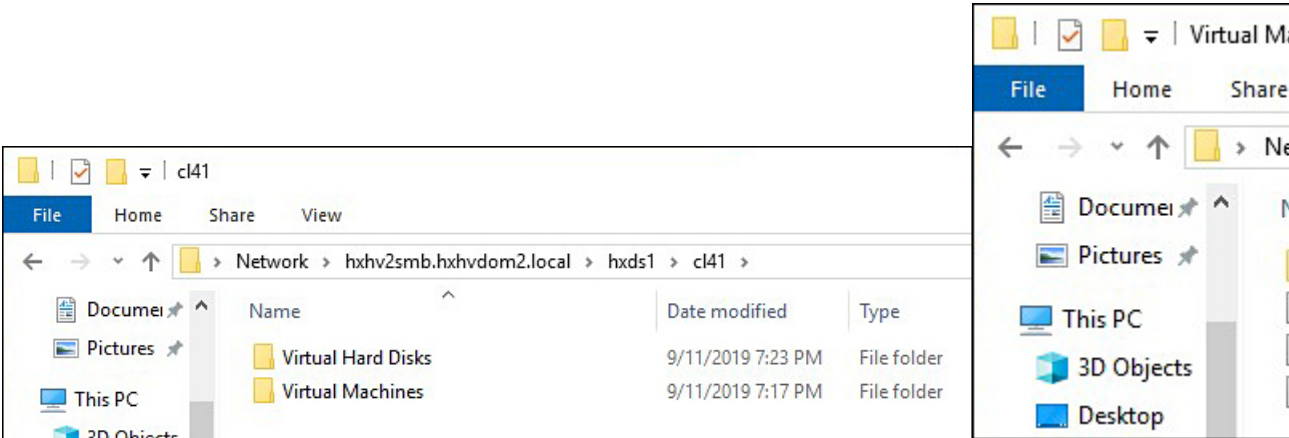 cl41
File Home Share View
Network > hxhv2smb.hxhvdom2.local > hxds1 > cl41 >
Name Date modified Type
Virtual Hard Disks 9/11/2019 7:23 PM File folder
Virtual Machines 9/11/2019 7:17 PM File folder
Documei
Pictures
This PC
3D Objects
Virtual Ma
File Home Share
Ne
Documei
Pictures
This PC
3D Objects
Desktop